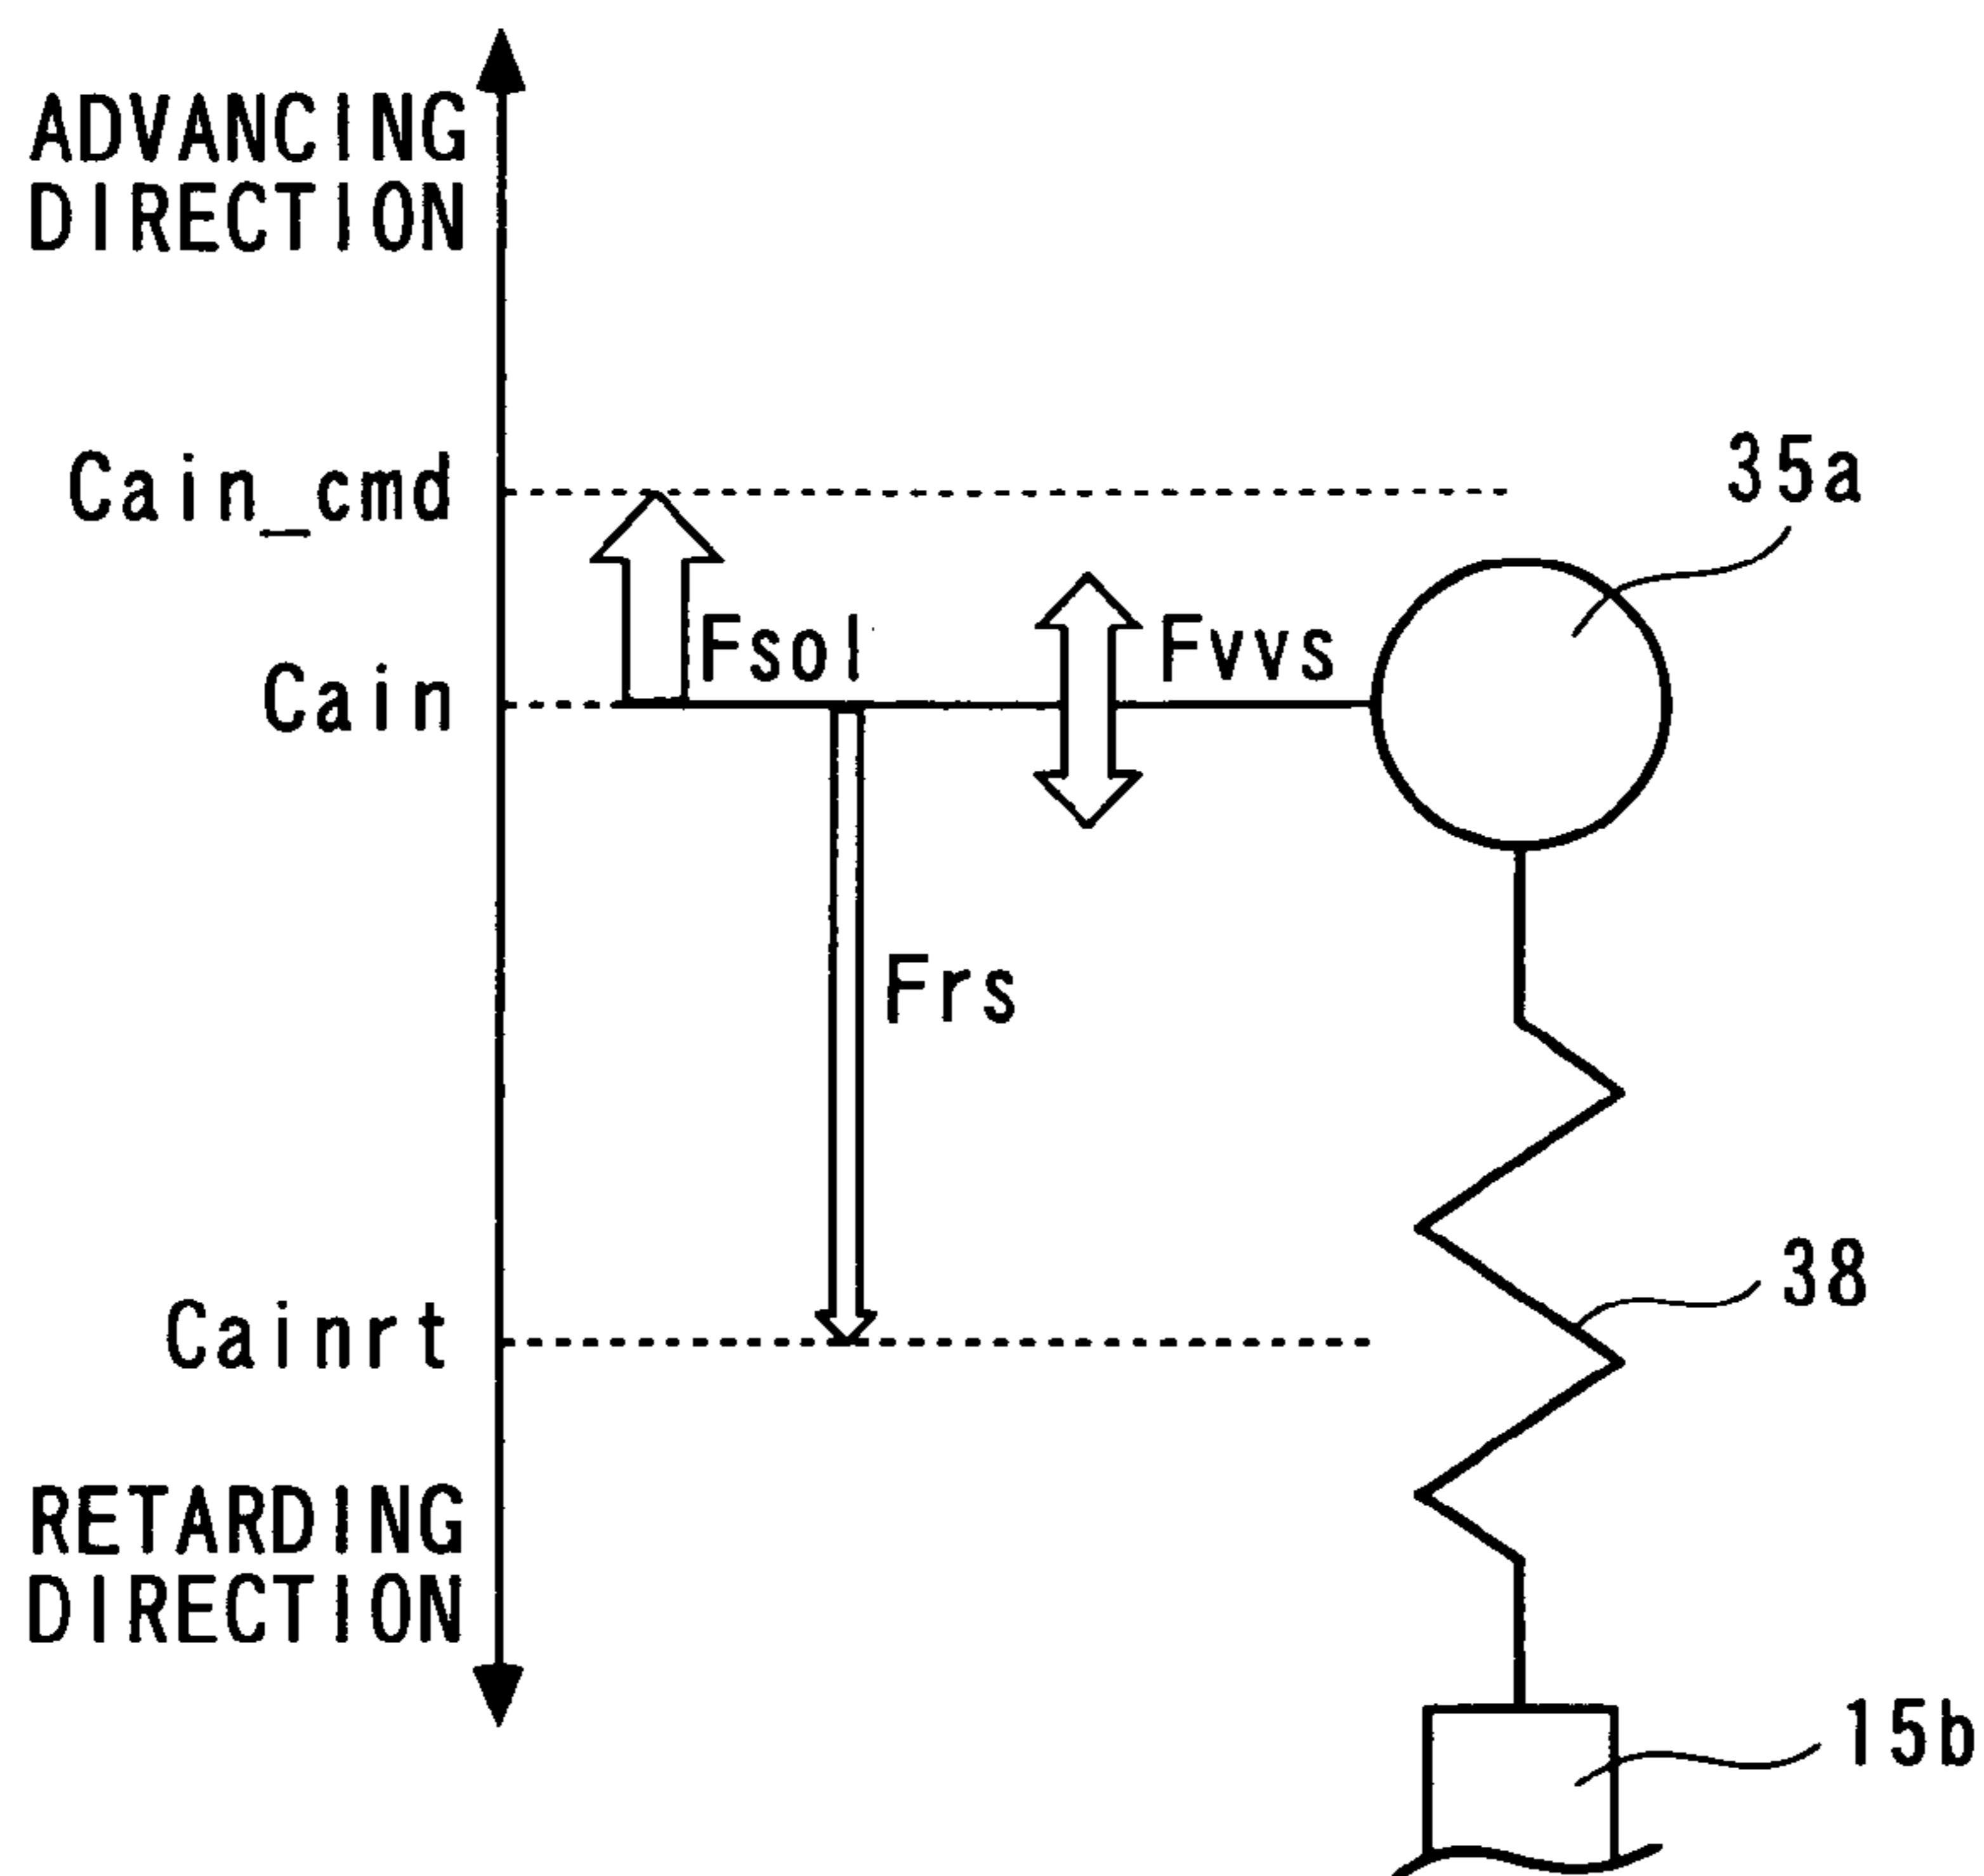 ADVANCING
DIRECTION
Cain_cmd
35a
Fsol
Fvvs
Cain
Frs
38
Cainrt
RETARDING
DIRECTION
15b